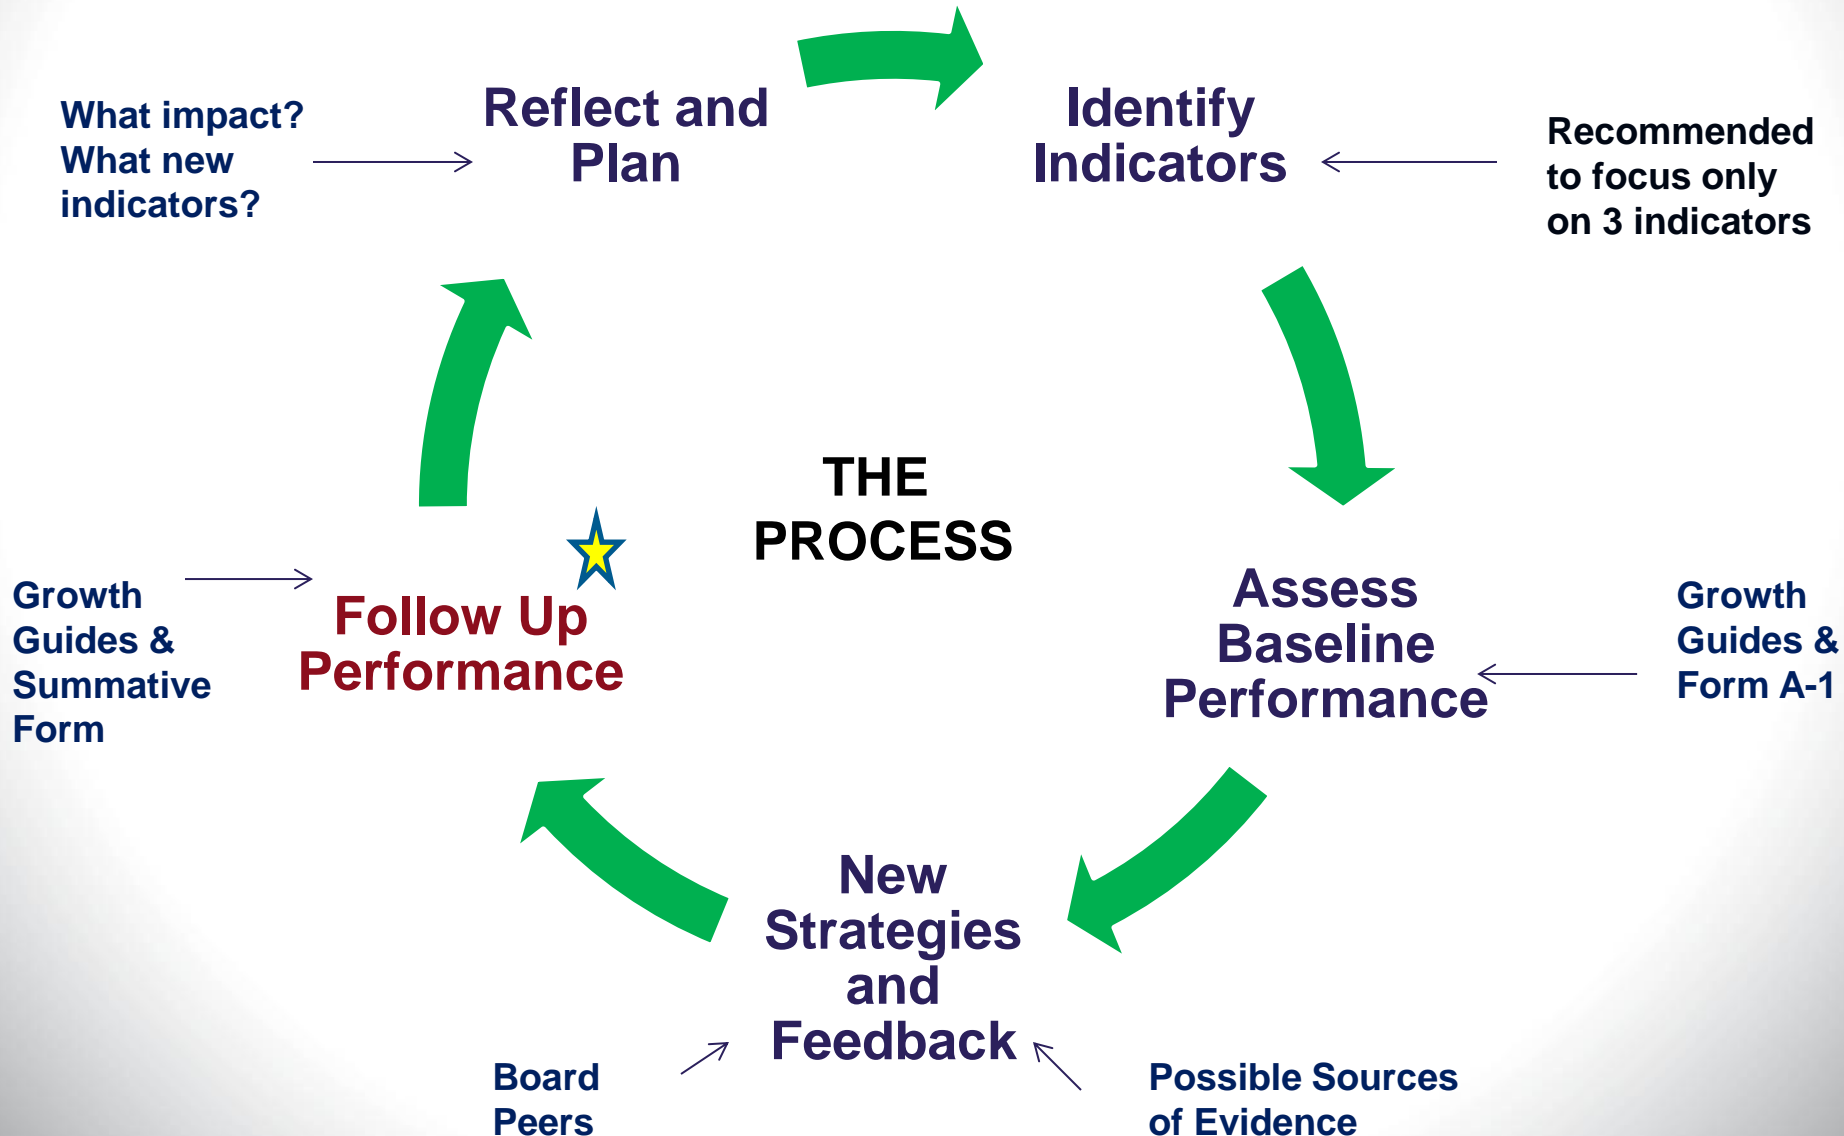 What impact?
What new
indicators?
Reflect and
Plan
Identify
Indicators
Recommended
to focus only
on 3 indicators
THE
PROCESS
Growth
Guides &
Summative
Form
Follow Up
Performance
Assess
Baseline
Performance
Growth
Guides &
Form A-1
New
Strategies
and
Feedback
Board
Peers
Possible Sources
of Evidence